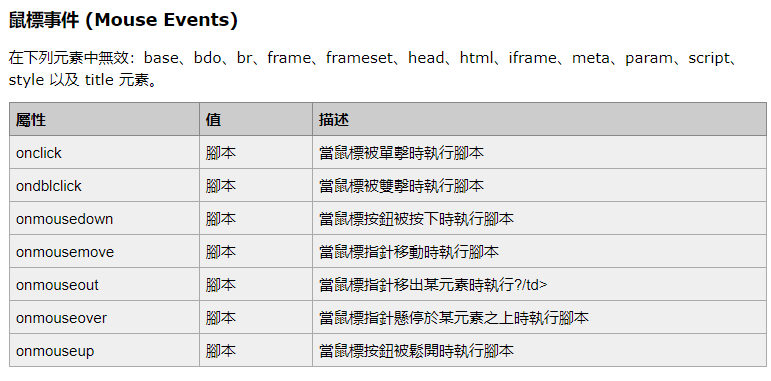 鼠標事件 (Mouse Events)
在下列元素中無效：base、bdo、br、frame、frameset、head、html、iframe、meta、param、script、
style 以及 title 元素。
屬性 值 描述
onclick 腳本 當鼠標被單擊時執行腳本
ondblclick 腳本 當鼠標被雙擊時執行腳本
onmousedown 腳本 當鼠標按鈕被按下時執行腳本
onmousemove 腳本 當鼠標指針移動時執行腳本
onmouseout 腳本 當鼠標指針移出某元素時執行?/td>
onmouseover 腳本 當鼠標指針懸停於某元素之上時執行腳本
onmouseup 腳本 當鼠標按鈕被鬆開時執行腳本